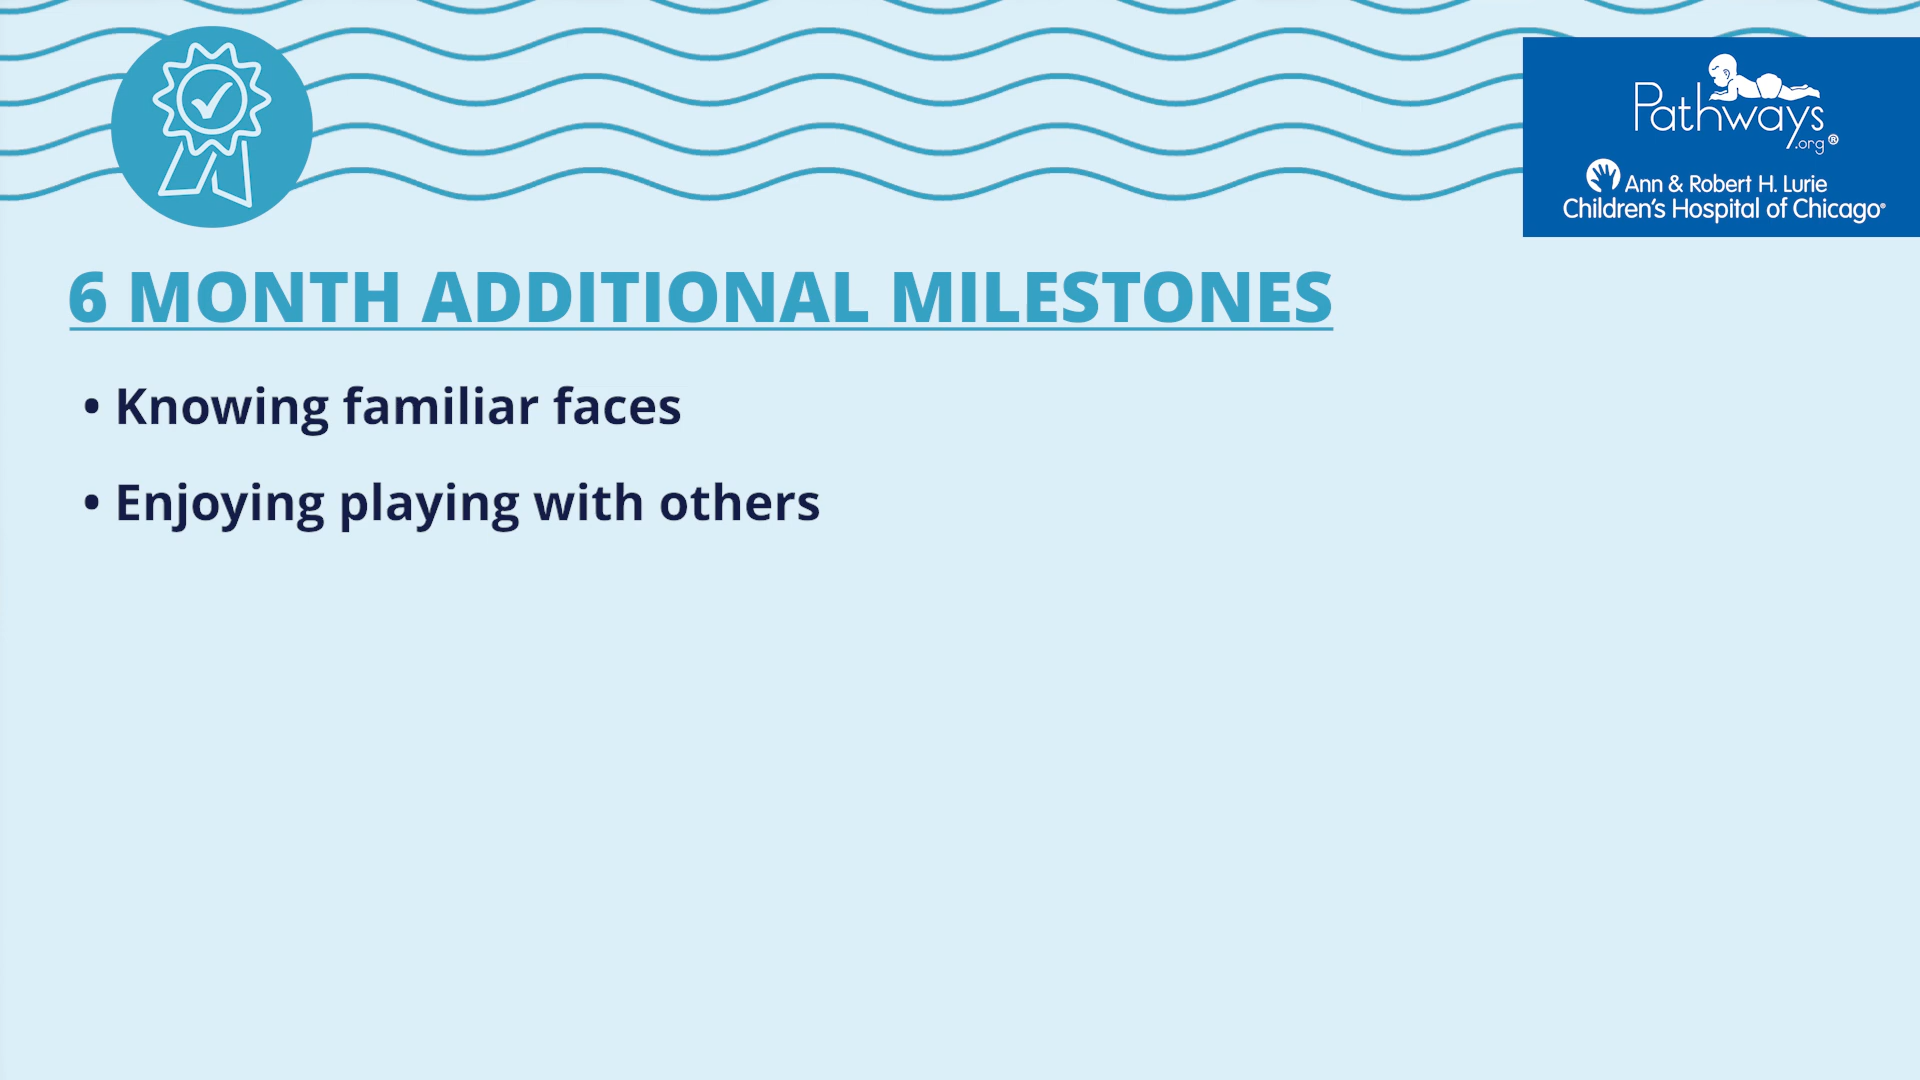 Pathways
.org®
Ann & Robert H. Lurie
Children's Hospital of Chicago®
6 MONTH ADDITIONAL MILESTONES
• Knowing familiar faces
• Enjoying playing with others